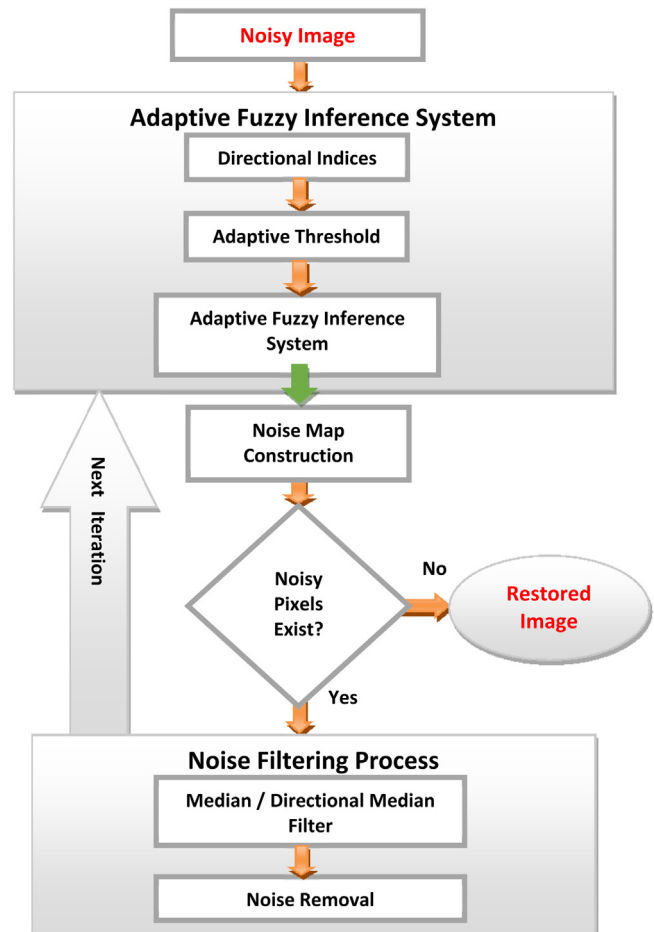 Noisy Image
Adaptive Fuzzy Inference System
Directional Indices
Adaptive Threshold
Adaptive Fuzzy Inference
System
Noise Map
Construction
Next Iteration
Noisy
Pixels
Exist?
No
Restored
Image
Yes
Noise Filtering Process
Median / Directional Median
Filter
Noise Removal